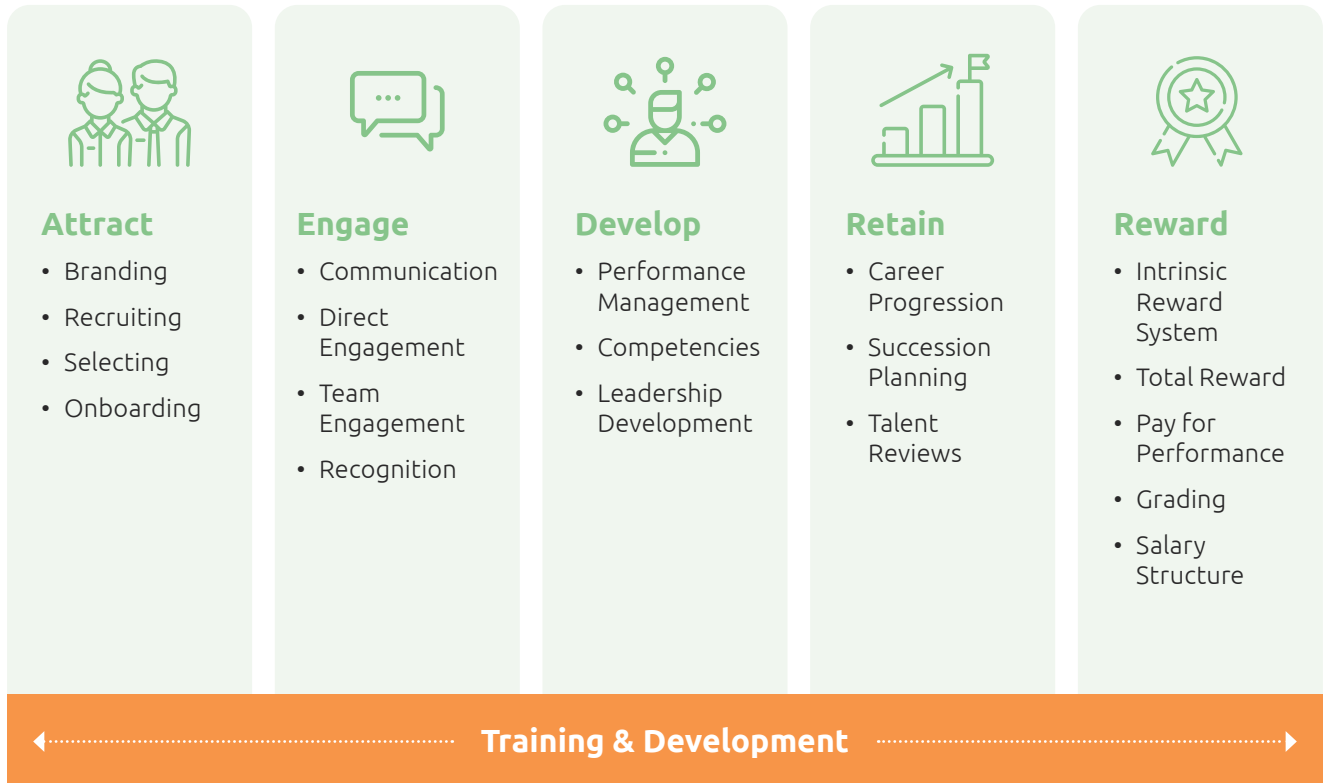 Attract
• Branding
• Recruiting
• Selecting
• Onboarding
Engage
• Communication
• Direct
Engagement
• Team
Engagement
• Recognition
Develop
• Performance
Management
• Competencies
• Leadership
Development
Retain
• Career
Progression
• Succession
Planning
• Talent
Reviews
Reward
• Intrinsic
Reward
System
• Total Reward
• Pay for
Performance
• Grading
• Salary
Structure
Training & Development